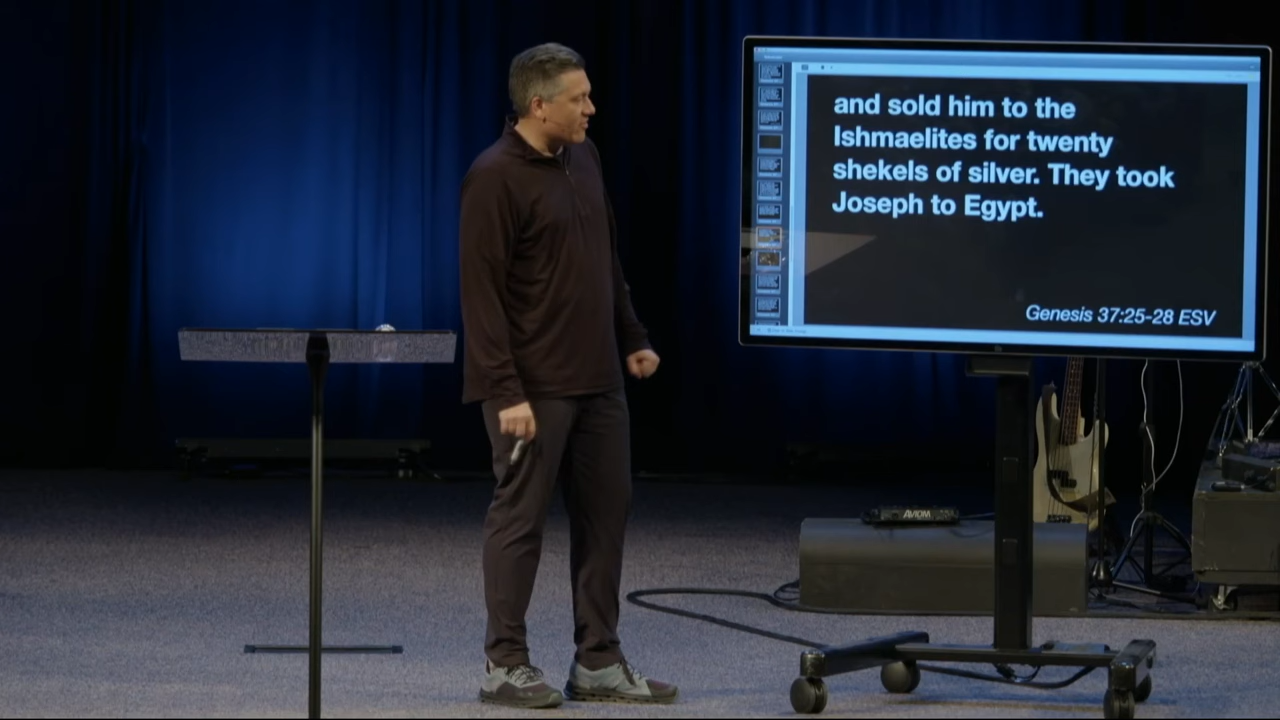 and sold him to the
Ishmaelites for twenty
shekels of silver. They took
Joseph to Egypt.
Genesis 37:25-28 ESV
AVIOM